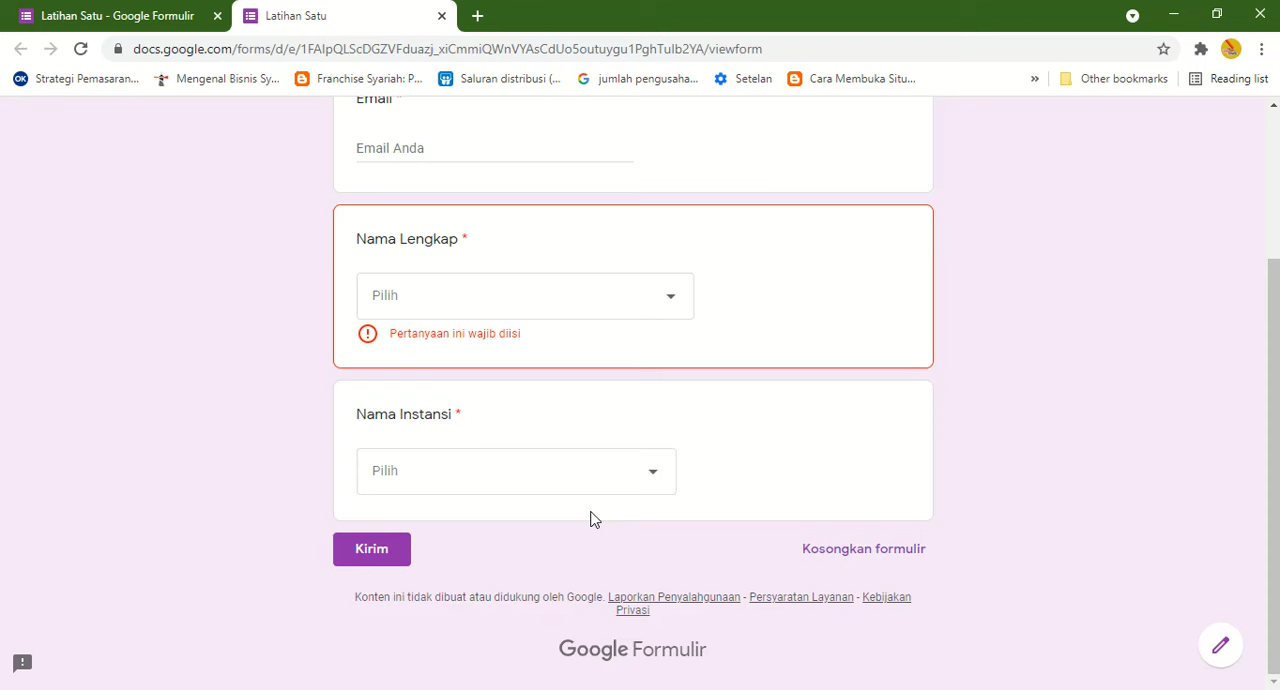 Latihan Satu - Google Formulir
Latihan Satu
docs.google.com/forms/d/e/1FAIpQLScDGZVFduazj_xiCmmiQWnVYAsCdUo5outuygu1PghTulb2YA/viewform
OK Strategi Pemasaran...
Mengenal Bisnis Sy...
Franchise Syariah: P...
Saluran distribusi (...
jumlah pengusaha...
Setelan
Cara Membuka Situ...
»
Other bookmarks
Reading list
Email *
Email Anda
Nama Lengkap *
Pilih
Pertanyaan ini wajib diisi
Nama Instansi *
Pilih
Kirim
Kosongkan formulir
Konten ini tidak dibuat atau didukung oleh Google. Laporkan Penyalahgunaan - Persyaratan Layanan - Kebijakan
Privasi
Google Formulir